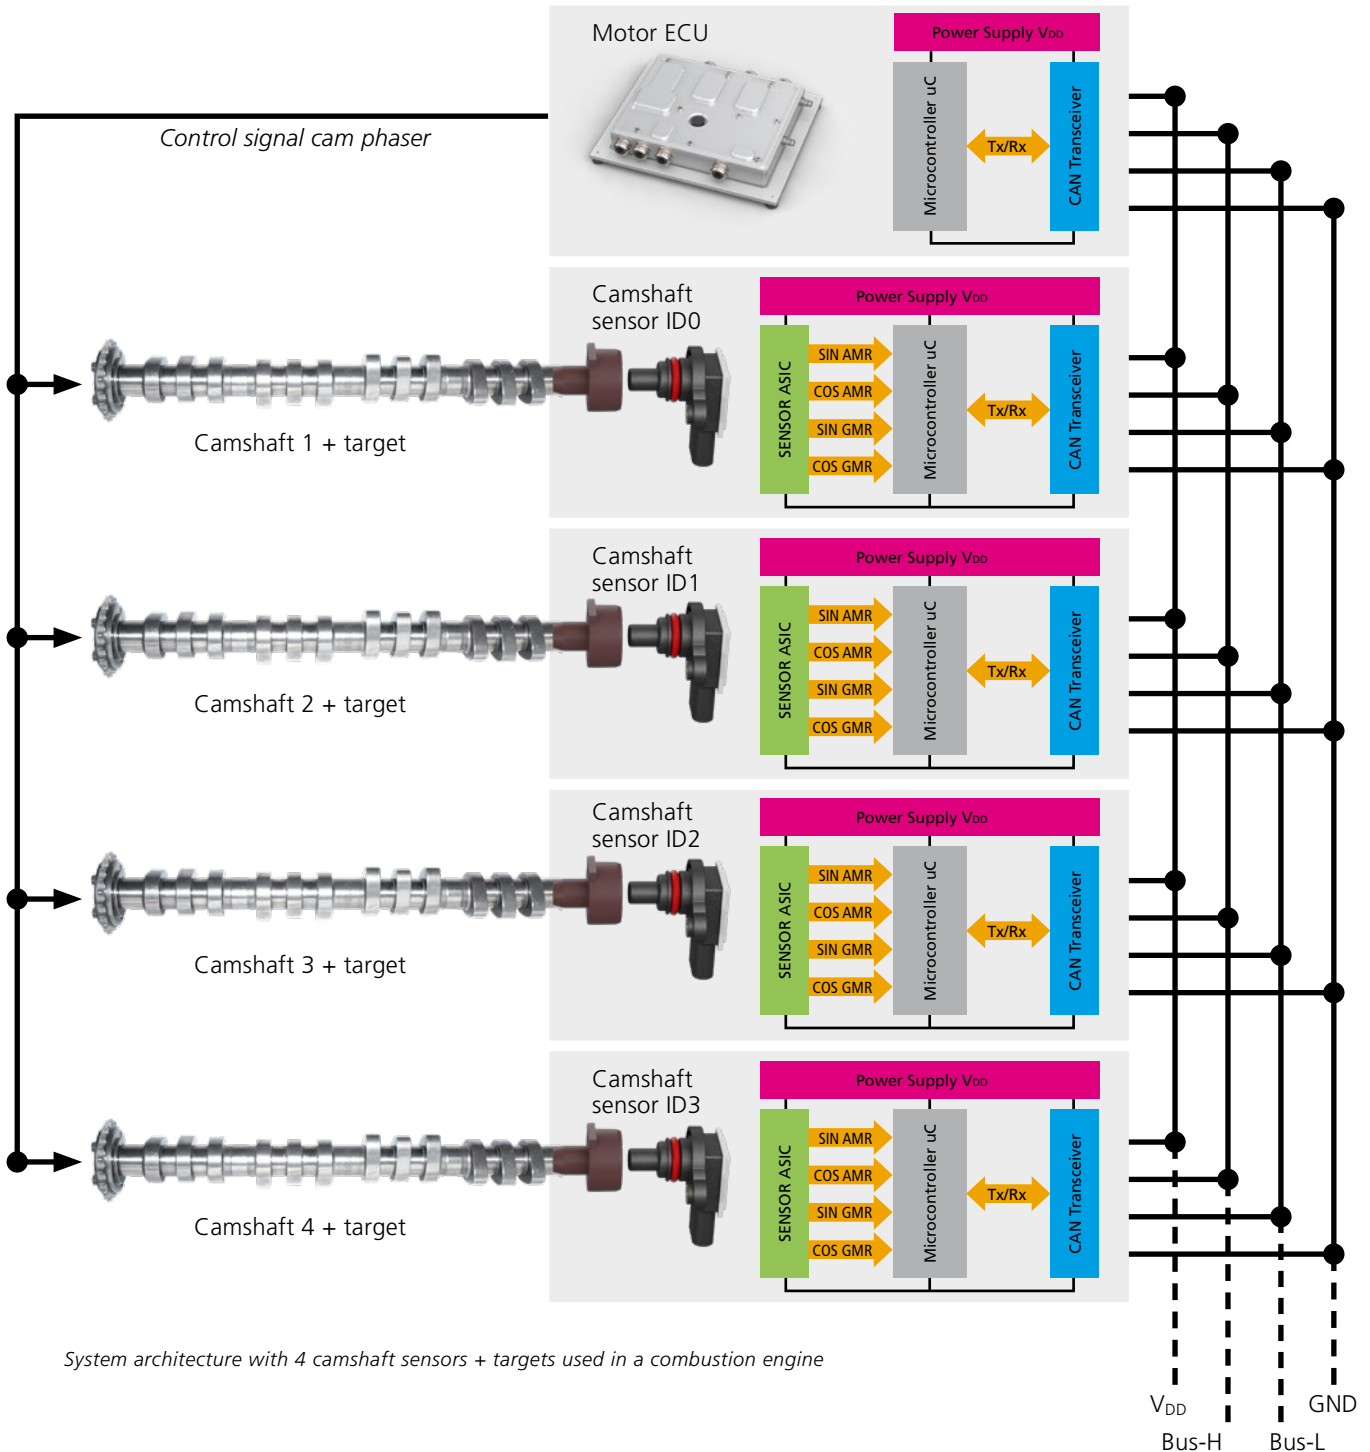 Motor ECU
Power Supply VDD
Control signal cam phaser
Microcontroller uC
Tx/Rx
CAN Transceiver
Camshaft
sensor ID0
Power Supply VDD
SENSOR ASIC
SIN AMR
COS AMR
SIN GMR
COS GMR
Microcontroller uC
Tx/Rx
CAN Transceiver
Camshaft 1 + target
Camshaft
sensor ID1
Power Supply VDD
SENSOR ASIC
SIN AMR
COS AMR
SIN GMR
COS GMR
Microcontroller uC
Tx/Rx
CAN Transceiver
Camshaft 2 + target
Camshaft
sensor ID2
Power Supply VDD
SENSOR ASIC
SIN AMR
COS AMR
SIN GMR
COS GMR
Microcontroller uC
Tx/Rx
CAN Transceiver
Camshaft 3 + target
Camshaft
sensor ID3
Power Supply VDD
SENSOR ASIC
SIN AMR
COS AMR
SIN GMR
COS GMR
Microcontroller uC
Tx/Rx
CAN Transceiver
Camshaft 4 + target
System architecture with 4 camshaft sensors + targets used in a combustion engine
VDD
GND
Bus-H
Bus-L